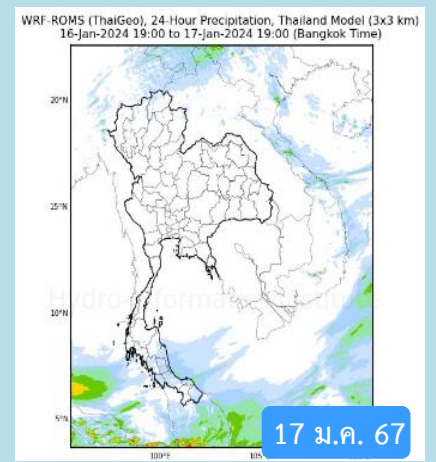 WRF-ROMS (ThaiGeo), 24-Hour Precipitation, Thailand Model (3x3 km)
16-Jan-2024 19:00 to 17-Jan-2024 19:00 (Bangkok Time)
20°N
15°N
10°N
5°N
100°E
17 ม.ค. 67